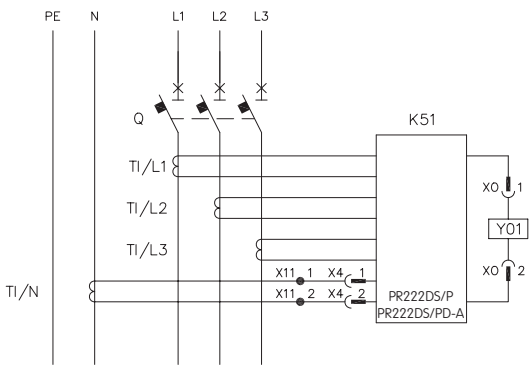 PE N L1 L2 L3
Q
K51
TI/L1
X0 1
TI/L2
Y01
TI/L3
X0 2
X11 1 X4 1
TI/N
X11 2 X4 2
PR222DS/P
PR222DS/PD-A